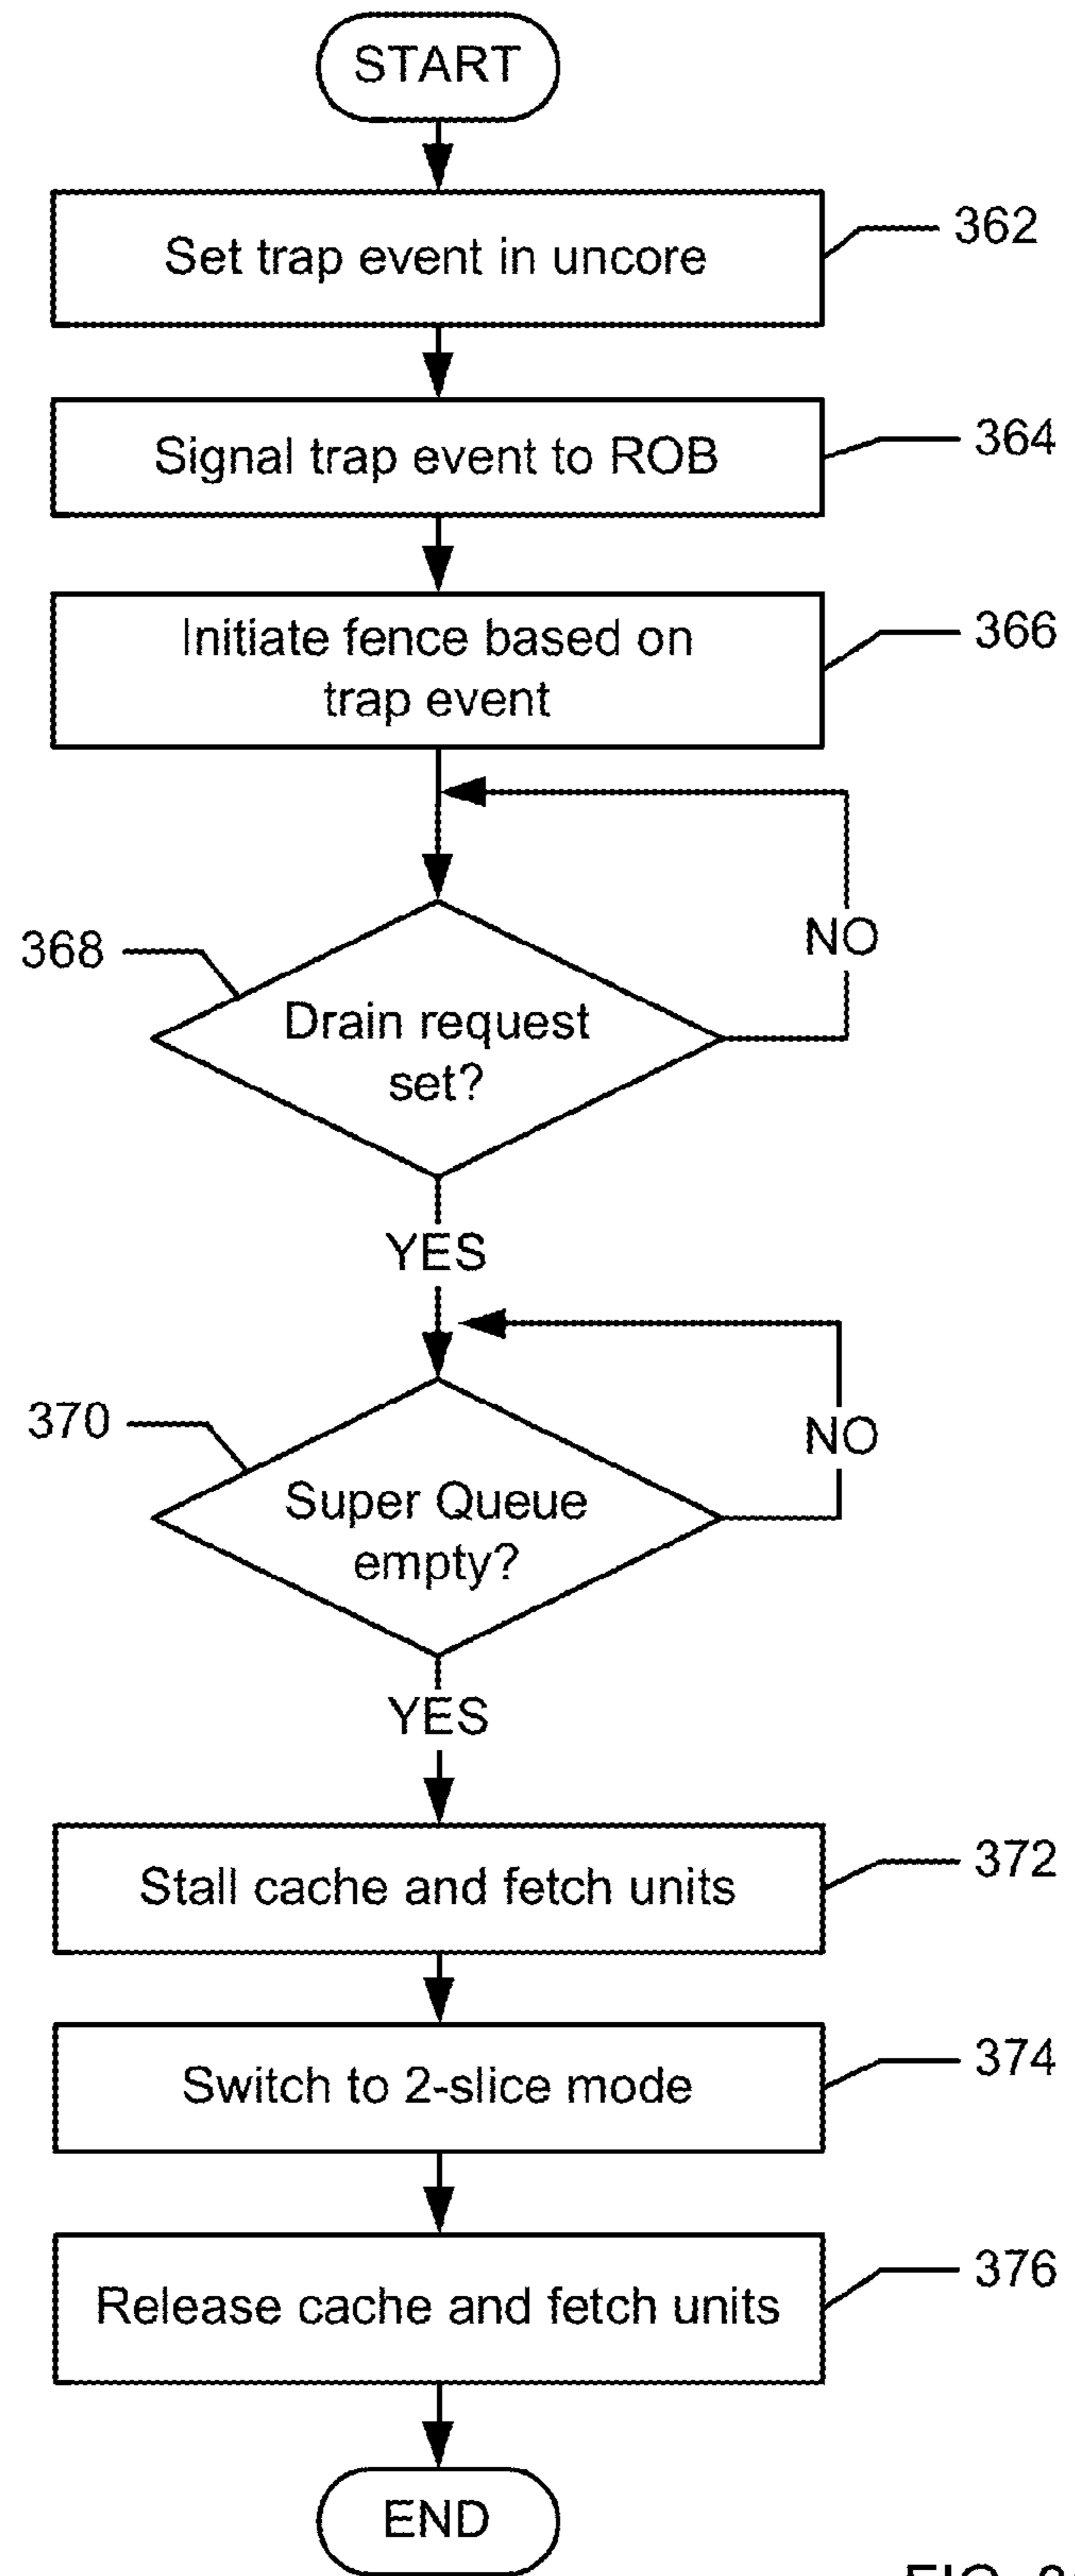 START
Set trap event in uncore
362
Signal trap event to ROB
364
Initiate fence based on
trap event
366
368
Drain request
set?
NO
YES
370
Super Queue
empty?
NO
YES
Stall cache and fetch units
372
Switch to 2-slice mode
374
Release cache and fetch units
376
END